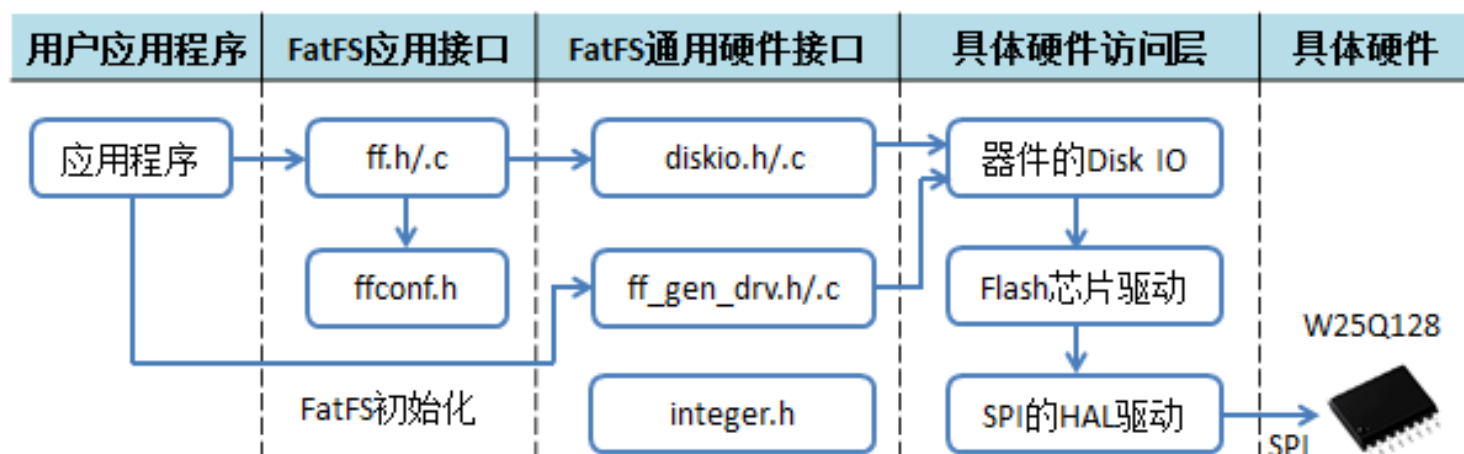 用户应用程序 FatFS应用接口 FatFS通用硬件接口 具体硬件访问层 具体硬件
应用程序 ff.h/.c diskio.h/.c 器件的Disk IO
ffconf.h ff_gen_drv.h/.c Flash芯片驱动
W25Q128
FatFS初始化 integer.h SPI的HAL驱动
SPI